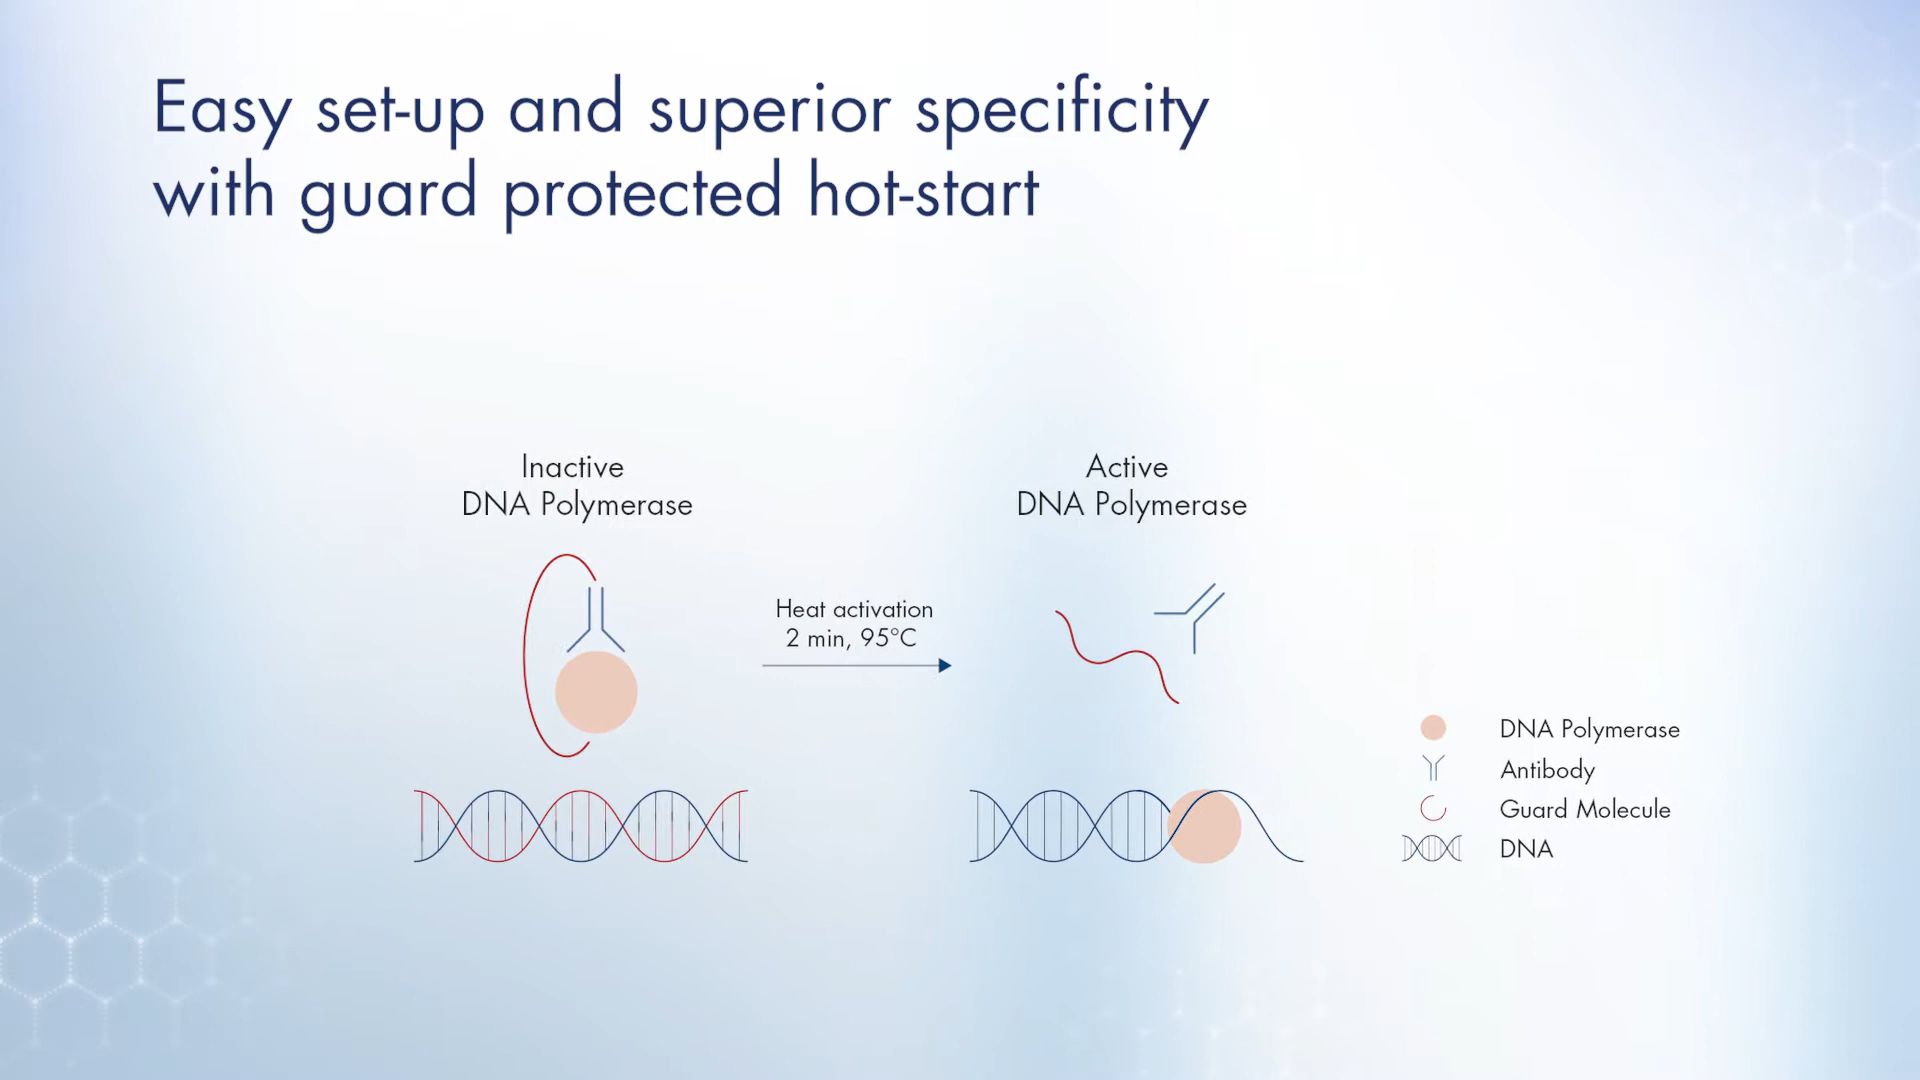 Easy set-up and superior specificity
with guard protected hot-start
Inactive
DNA Polymerase
Heat activation
2 min, 95°C
Active
DNA Polymerase
DNA Polymerase
Antibody
Guard Molecule
DNA